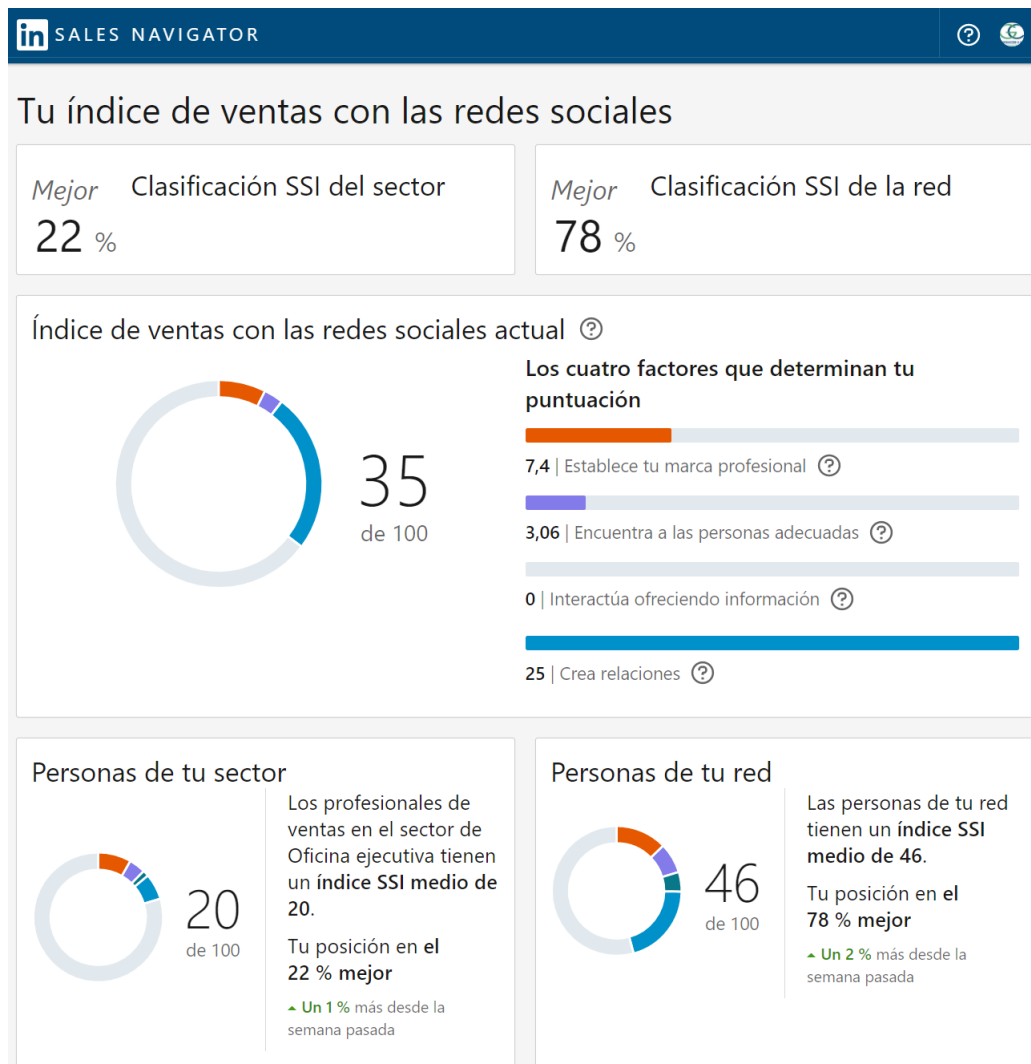 in SALES NAVIGATOR
Tu índice de ventas con las redes sociales
Mejor Clasificación SSI del sector
22 %
Mejor Clasificación SSI de la red
78 %
Índice de ventas con las redes sociales actual
35
de 100
Los cuatro factores que determinan tu
puntuación
7,4 | Establece tu marca profesional
3,06 | Encuentra a las personas adecuadas
0 | Interactúa ofreciendo información
25 | Crea relaciones
Personas de tu sector
20
de 100
Los profesionales de
ventas en el sector de
Oficina ejecutiva tienen
un índice SSI medio de
20.
Tu posición en el
22 % mejor
Un 1 % más desde la
semana pasada
Personas de tu red
46
de 100
Las personas de tu red
tienen un índice SSI
medio de 46.
Tu posición en el
78 % mejor
Un 2 % más desde la
semana pasada